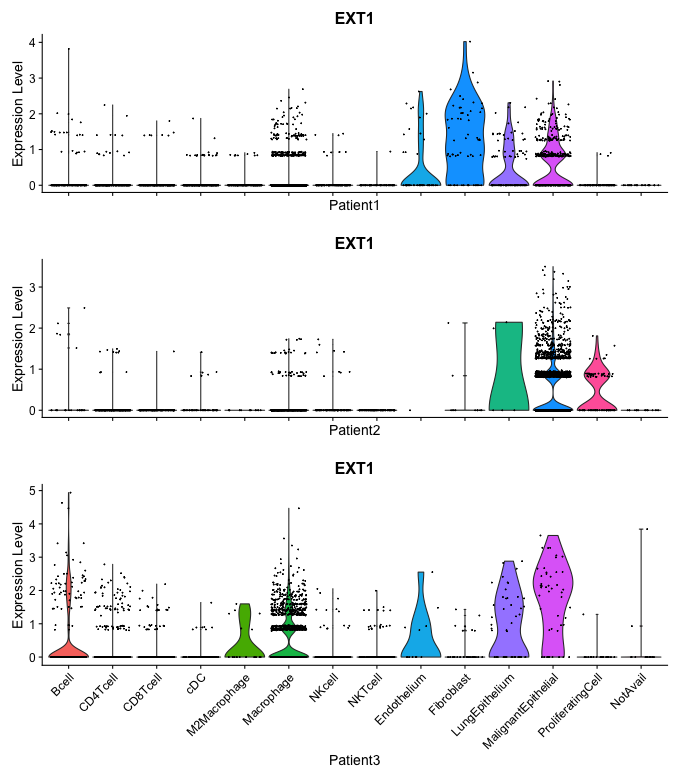 EXT1
Expression Level
4
3
2
1
0
Patient1
EXT1
Expression Level
3
2
1
0
Patient2
EXT1
Expression Level
5
4
3
2
1
0
Bcell
CD4Tcell
CD8Tcell
cDC
M2Macrophage
Macrophage
NKcell
NKTcell
Endothelium
Fibroblast
LungEpithelium
MalignantEpithelial
ProliferatingCell
NotAvail
Patient3